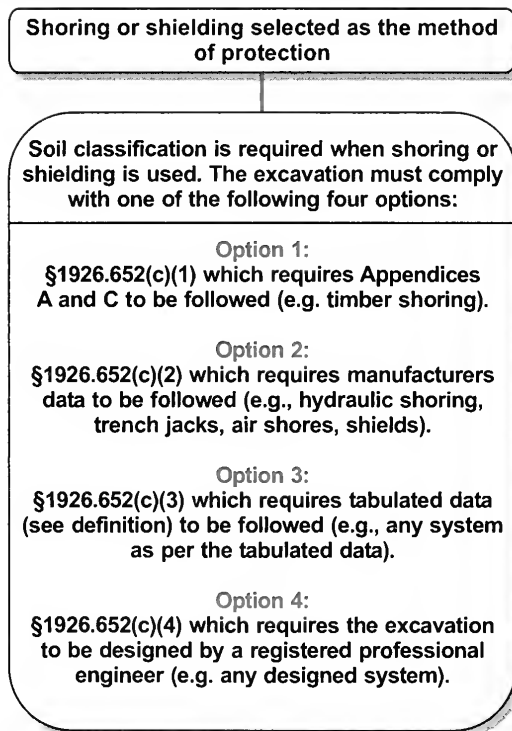 Shoring or shielding selected as the method
of protection
Soil classification is required when shoring or
shielding is used. The excavation must comply
with one of the following four options:
Option 1:
§1926.652(c)(1) which requires Appendices
A and C to be followed (e.g. timber shoring).
Option 2:
§1926.652(c)(2) which requires manufacturers
data to be followed (e.g., hydraulic shoring,
trench jacks, air shores, shields).
Option 3:
§1926.652(c)(3) which requires tabulated data
(see definition) to be followed (e.g., any system
as per the tabulated data).
Option 4:
§1926.652(c)(4) which requires the excavation
to be designed by a registered professional
engineer (e.g. any designed system).